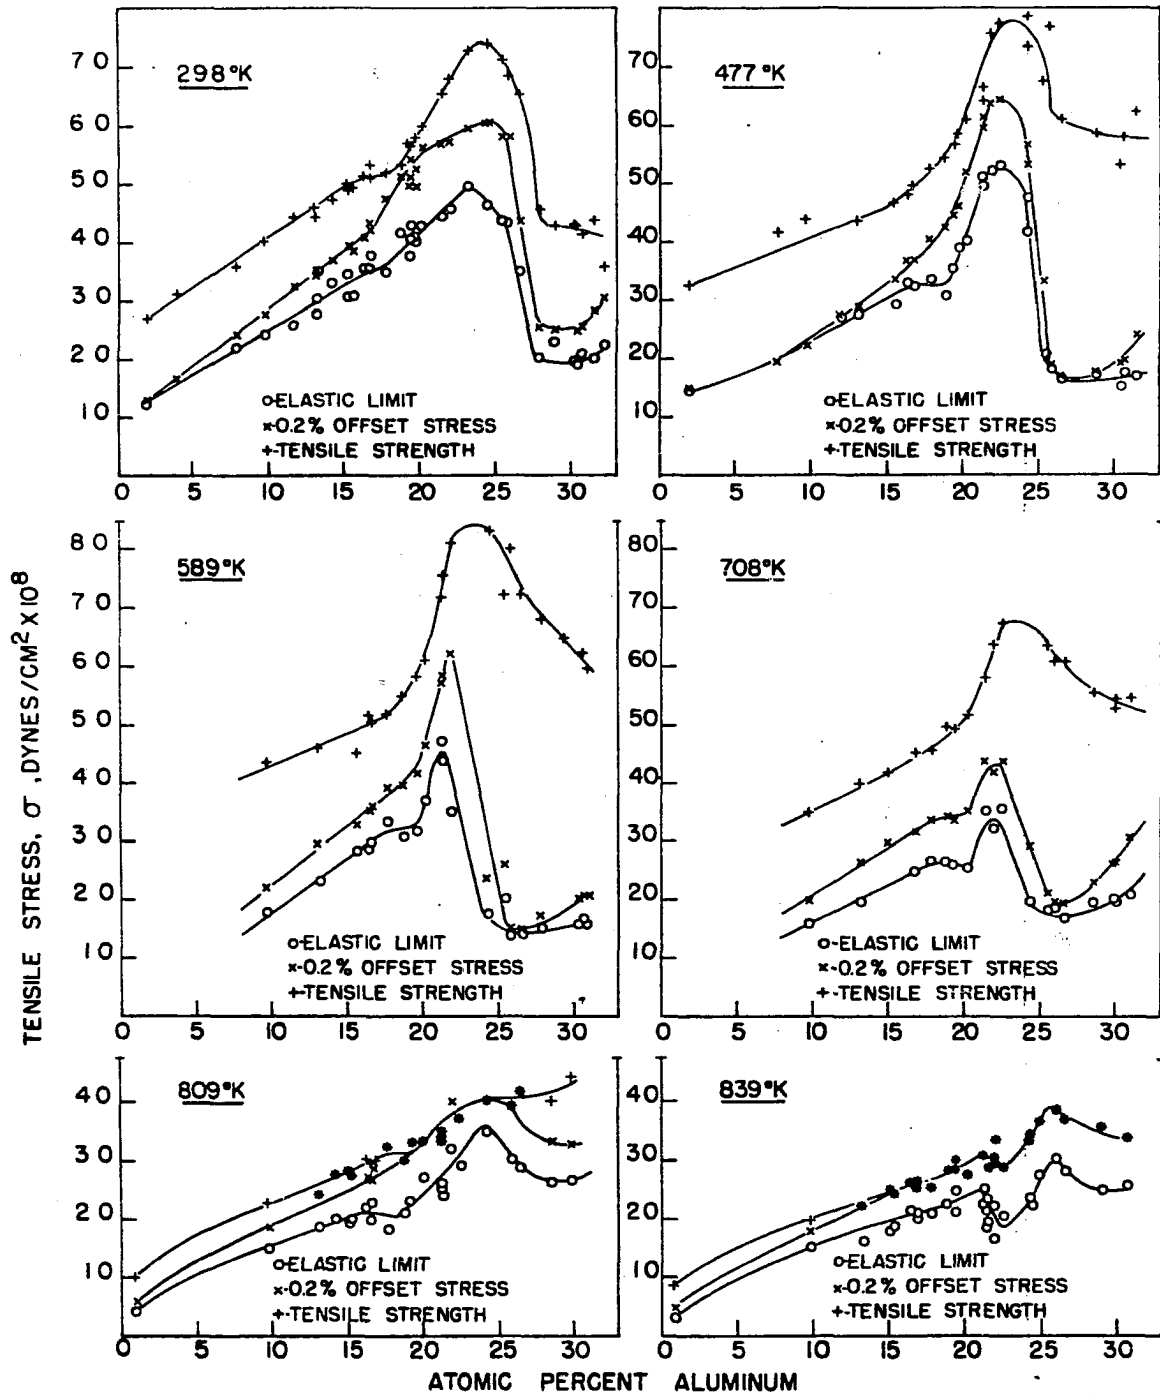 298°K
70
60
50
40
30
20
10
O-ELASTIC LIMIT
x-0.2% OFFSET STRESS
+-TENSILE STRENGTH
0 5 10 15 20 25 30
477°K
70
60
50
40
30
20
10
O-ELASTIC LIMIT
x-0.2% OFFSET STRESS
+-TENSILE STRENGTH
0 5 10 15 20 25 30
TENSILE STRESS, σ, DYNES/CM² X10⁸
589°K
80
70
60
50
40
30
20
10
O-ELASTIC LIMIT
x-0.2% OFFSET STRESS
+-TENSILE STRENGTH
0 5 10 15 20 25 30
708°K
80
70
60
50
40
30
20
10
O-ELASTIC LIMIT
x-0.2% OFFSET STRESS
+-TENSILE STRENGTH
0 5 10 15 20 25 30
809°K
40
30
20
10
O-ELASTIC LIMIT
x-0.2% OFFSET STRESS
+-TENSILE STRENGTH
0 5 10 15 20 25 30
839°K
40
30
20
10
O-ELASTIC LIMIT
x-0.2% OFFSET STRESS
+-TENSILE STRENGTH
0 5 10 15 20 25 30
ATOMIC PERCENT ALUMINUM